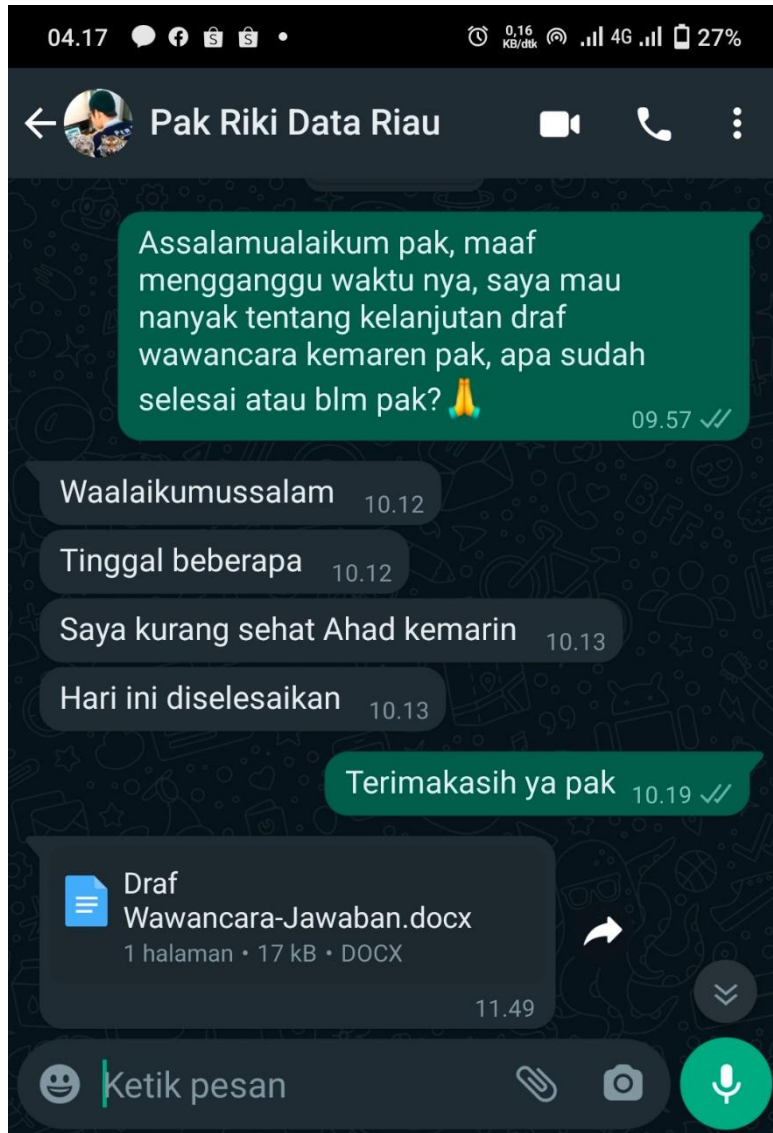 04.17
0,16
KB/dtk
4G
27%
Pak Riki Data Riau
Assalamualaikum pak, maaf
mengganggu waktu nya, saya mau
nanyak tentang kelanjutan draf
wawancara kemaren pak, apa sudah
selesai atau blm pak?🙏
09.57
Waalaikumussalam 10.12
Tinggal beberapa 10.12
Saya kurang sehat Ahad kemarin 10.13
Hari ini diselesaikan 10.13
Terimakasih ya pak 10.19
Draf
Wawancara-Jawaban.docx
1 halaman • 17 kB • DOCX
11.49
Ketik pesan